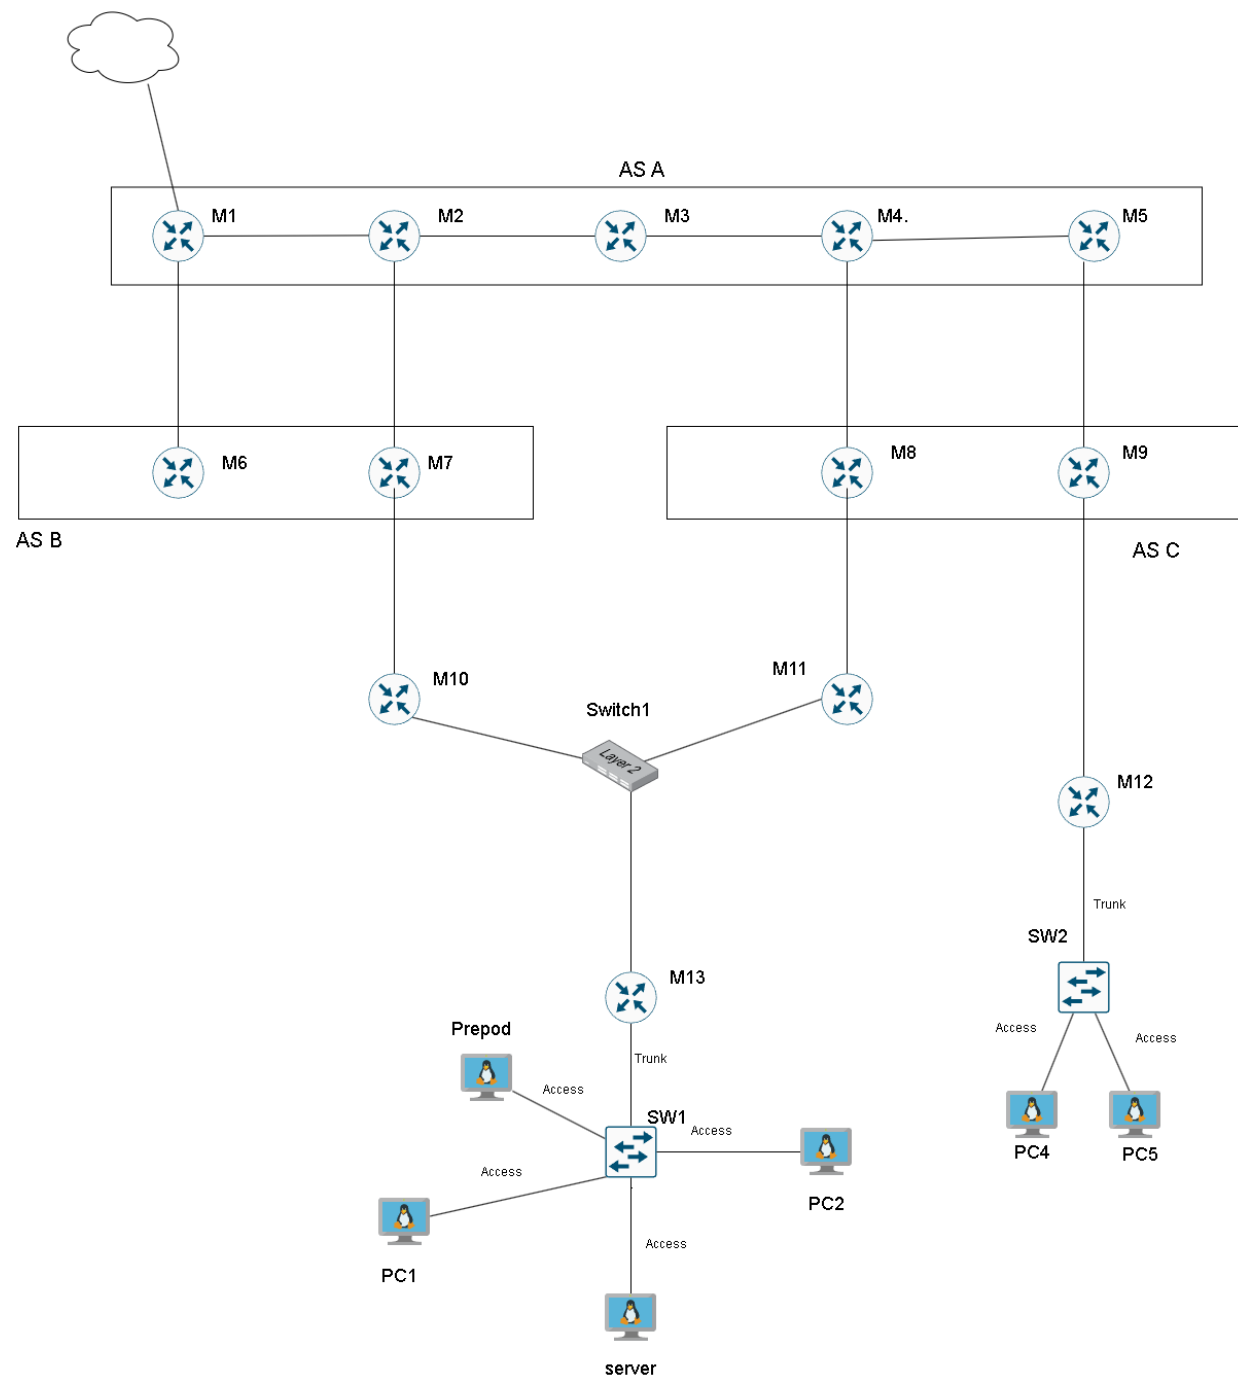 AS A
M1
M2
M3
M4.
M5
M6
M7
M8
M9
AS B
AS C
M10
M11
Switch1
Layer 2
M12
Trunk
SW2
M13
Prepod
Access
Access
Trunk
Access
SW1
Access
PC4
PC5
Access
Access
PC2
Access
PC1
server